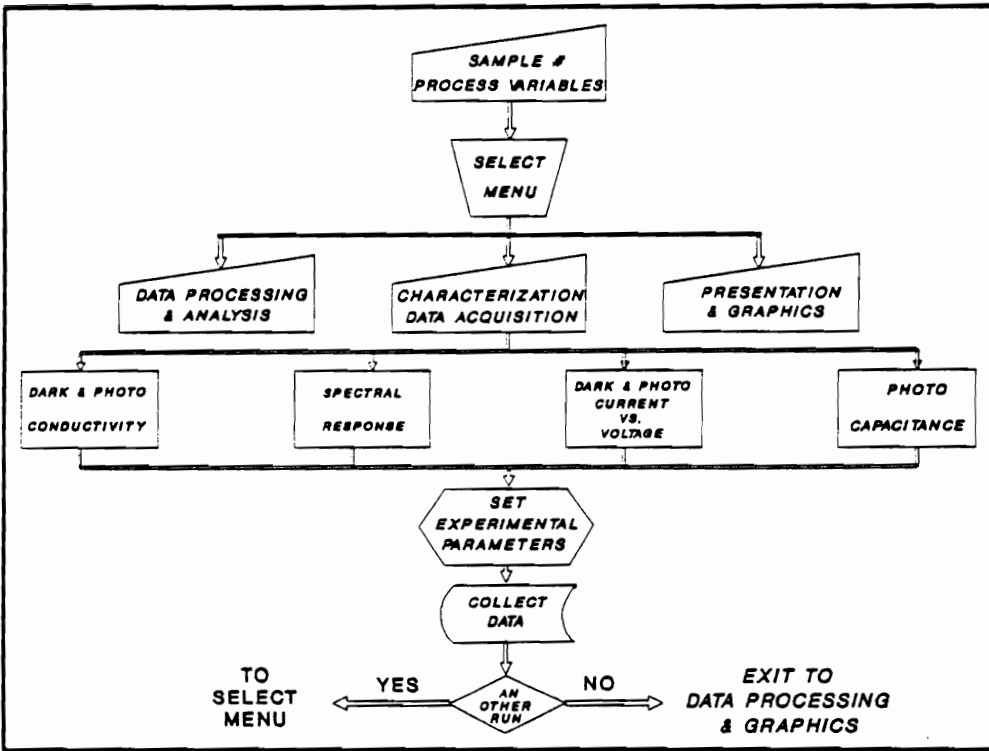 SAMPLE #
PROCESS VARIABLES
SELECT
MENU
DATA PROCESSING
& ANALYSIS
CHARACTERIZATION
DATA ACQUISITION
PRESENTATION
& GRAPHICS
DARK & PHOTO
CONDUCTIVITY
SPECTRAL
RESPONSE
DARK & PHOTO
CURRENT
VS.
VOLTAGE
PHOTO
CAPACITANCE
SET
EXPERIMENTAL
PARAMETERS
COLLECT
DATA
TO
SELECT
MENU
YES
AN
OTHER
RUN
NO
EXIT TO
DATA PROCESSING
& GRAPHICS